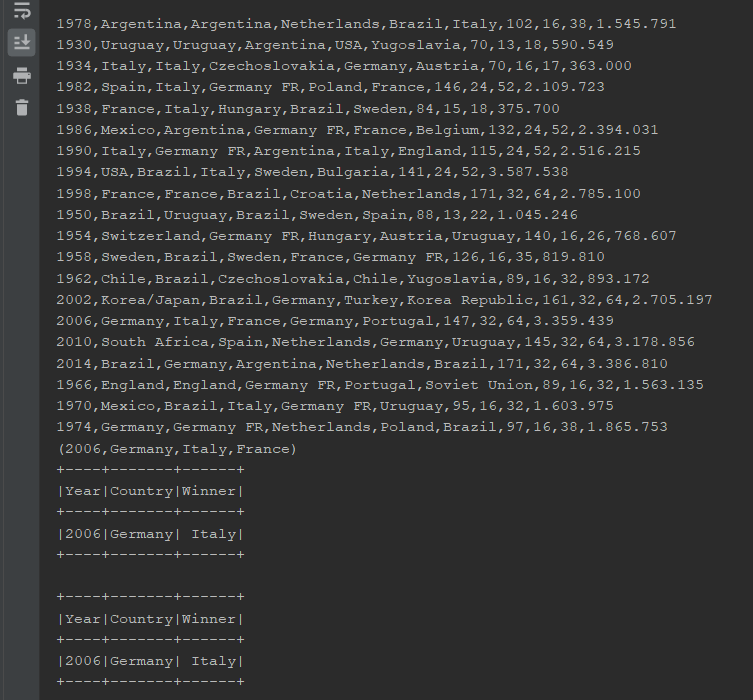 1978,Argentina,Argentina,Netherlands,Brazil,Italy,102,16,38,1.545.791
1930,Uruguay,Uruguay,Argentina,USA,Yugoslavia,70,13,18,590.549
1934,Italy,Italy,Czechoslovakia,Germany,Austria,70,16,17,363.000
1982,Spain,Italy,Germany FR,Poland,France,146,24,52,2.109.723
1938,France,Italy,Hungary,Brazil,Sweden,84,15,18,375.700
1986,Mexico,Argentina,Germany FR,France,Belgium,132,24,52,2.394.031
1990,Italy,Germany FR,Argentina,Italy,England,115,24,52,2.516.215
1994,USA,Brazil,Italy,Sweden,Bulgaria,141,24,52,3.587.538
1998,France,France,Brazil,Croatia,Netherlands,171,32,64,2.785.100
1950,Brazil,Uruguay,Brazil,Sweden,Spain,88,13,22,1.045.246
1954,Switzerland,Germany FR,Hungary,Austria,Uruguay,140,16,26,768.607
1958,Sweden,Brazil,Sweden,France,Germany FR,126,16,35,819.810
1962,Chile,Brazil,Czechoslovakia,Chile,Yugoslavia,89,16,32,893.172
2002,Korea/Japan,Brazil,Germany,Turkey,Korea Republic,161,32,64,2.705.197
2006,Germany,Italy,France,Germany,Portugal,147,32,64,3.359.439
2010,South Africa,Spain,Netherlands,Germany,Uruguay,145,32,64,3.178.856
2014,Brazil,Germany,Argentina,Netherlands,Brazil,171,32,64,3.386.810
1966,England,England,Germany FR,Portugal,Soviet Union,89,16,32,1.563.135
1970,Mexico,Brazil,Italy,Germany FR,Uruguay,95,16,32,1.603.975
1974,Germany,Germany FR,Netherlands,Poland,Brazil,97,16,38,1.865.753
(2006,Germany,Italy,France)
+----+-------+------+
|Year|Country|Winner|
+----+-------+------+
|2006|Germany| Italy|
+----+-------+------+

+----+-------+------+
|Year|Country|Winner|
+----+-------+------+
|2006|Germany| Italy|
+----+-------+------+